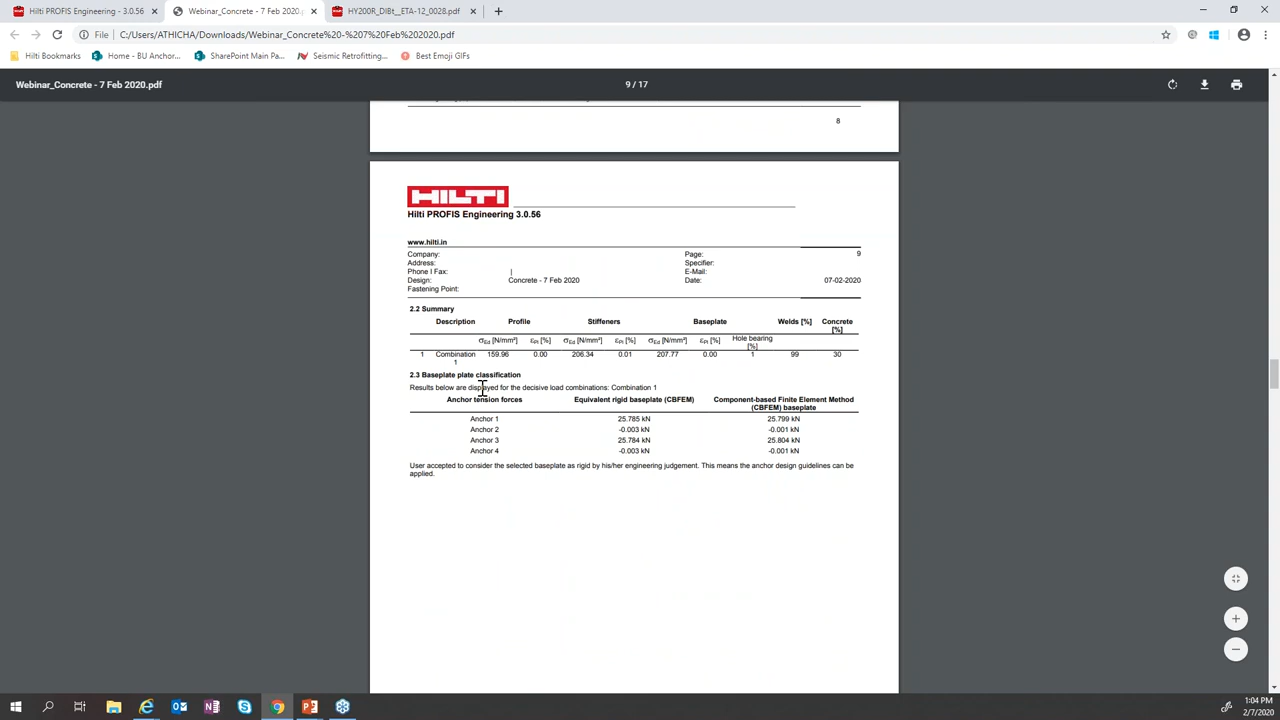 Hilti PROFIS Engineering 3.0.56
Webinar_Concrete - 7 Feb 2020.p
HY200R_DIBt_ETA-12_0028.pdf
File
C:/Users/ATHICHA/Downloads/Webinar_Concrete%20-%207%20Feb%202020.pdf
Hilti Bookmarks
Home - BU Anchor...
SharePoint Main Pa...
Seismic Retrofitting...
Best Emoji GIFs
Webinar_Concrete - 7 Feb 2020.pdf
9 / 17
8
HILTI
Hilti PROFIS Engineering 3.0.56
www.hilti.in
Company: Page: 9
Address: Specifier:
Phone I Fax: | E-Mail:
Design: Concrete - 7 Feb 2020 Date: 07-02-2020
Fastening Point:
2.2 Summary
Description Profile Stiffeners Baseplate Welds [%] Concrete [%]
σEd [N/mm²] εPl [%] σEd [N/mm²] εPl [%] σEd [N/mm²] εPl [%] Hole bearing [%]
1 Combination 1 159.96 0.00 206.34 0.01 207.77 0.00 1 99 30
2.3 Baseplate plate classification
Results below are displayed for the decisive load combinations: Combination 1
Anchor tension forces Equivalent rigid baseplate (CBFEM) Component-based Finite Element Method (CBFEM) baseplate
Anchor 1 25.785 kN 25.799 kN
Anchor 2 -0.003 kN -0.001 kN
Anchor 3 25.784 kN 25.804 kN
Anchor 4 -0.003 kN -0.001 kN
User accepted to consider the selected baseplate as rigid by his/her engineering judgement. This means the anchor design guidelines can be
applied.
1:04 PM
2/7/2020